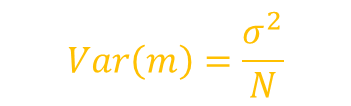 Var(m) = σ²/N